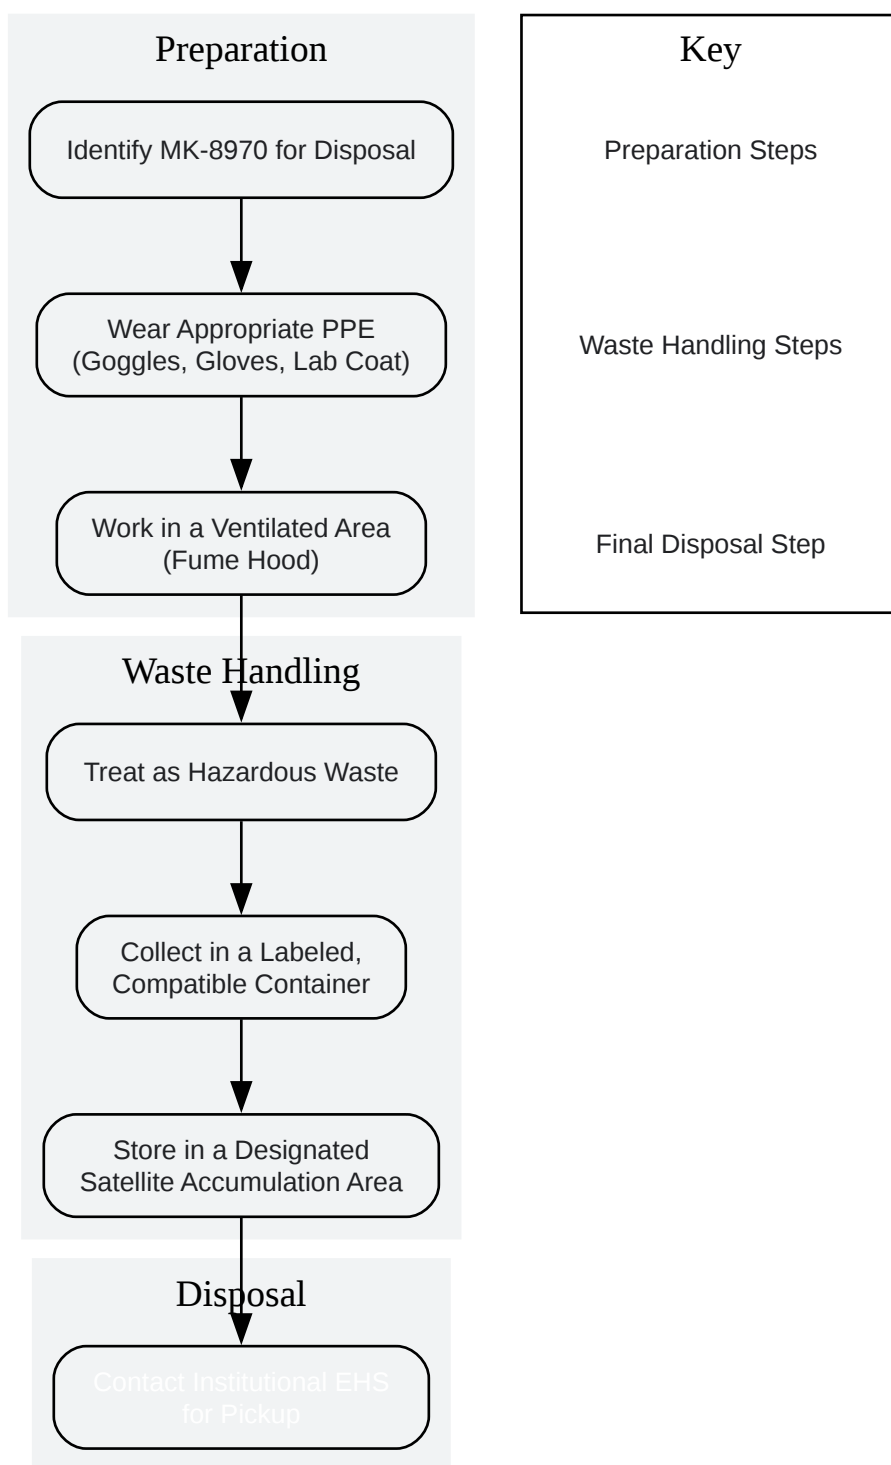 Preparation
Identify MK-8970 for Disposal
Wear Appropriate PPE
(Goggles, Gloves, Lab Coat)
Work in a Ventilated Area
(Fume Hood)
Waste Handling
Treat as Hazardous Waste
Collect in a Labeled,
Compatible Container
Store in a Designated
Satellite Accumulation Area
Disposal
Contact Institutional EHS
for Pickup
Key
Preparation Steps
Waste Handling Steps
Final Disposal Step